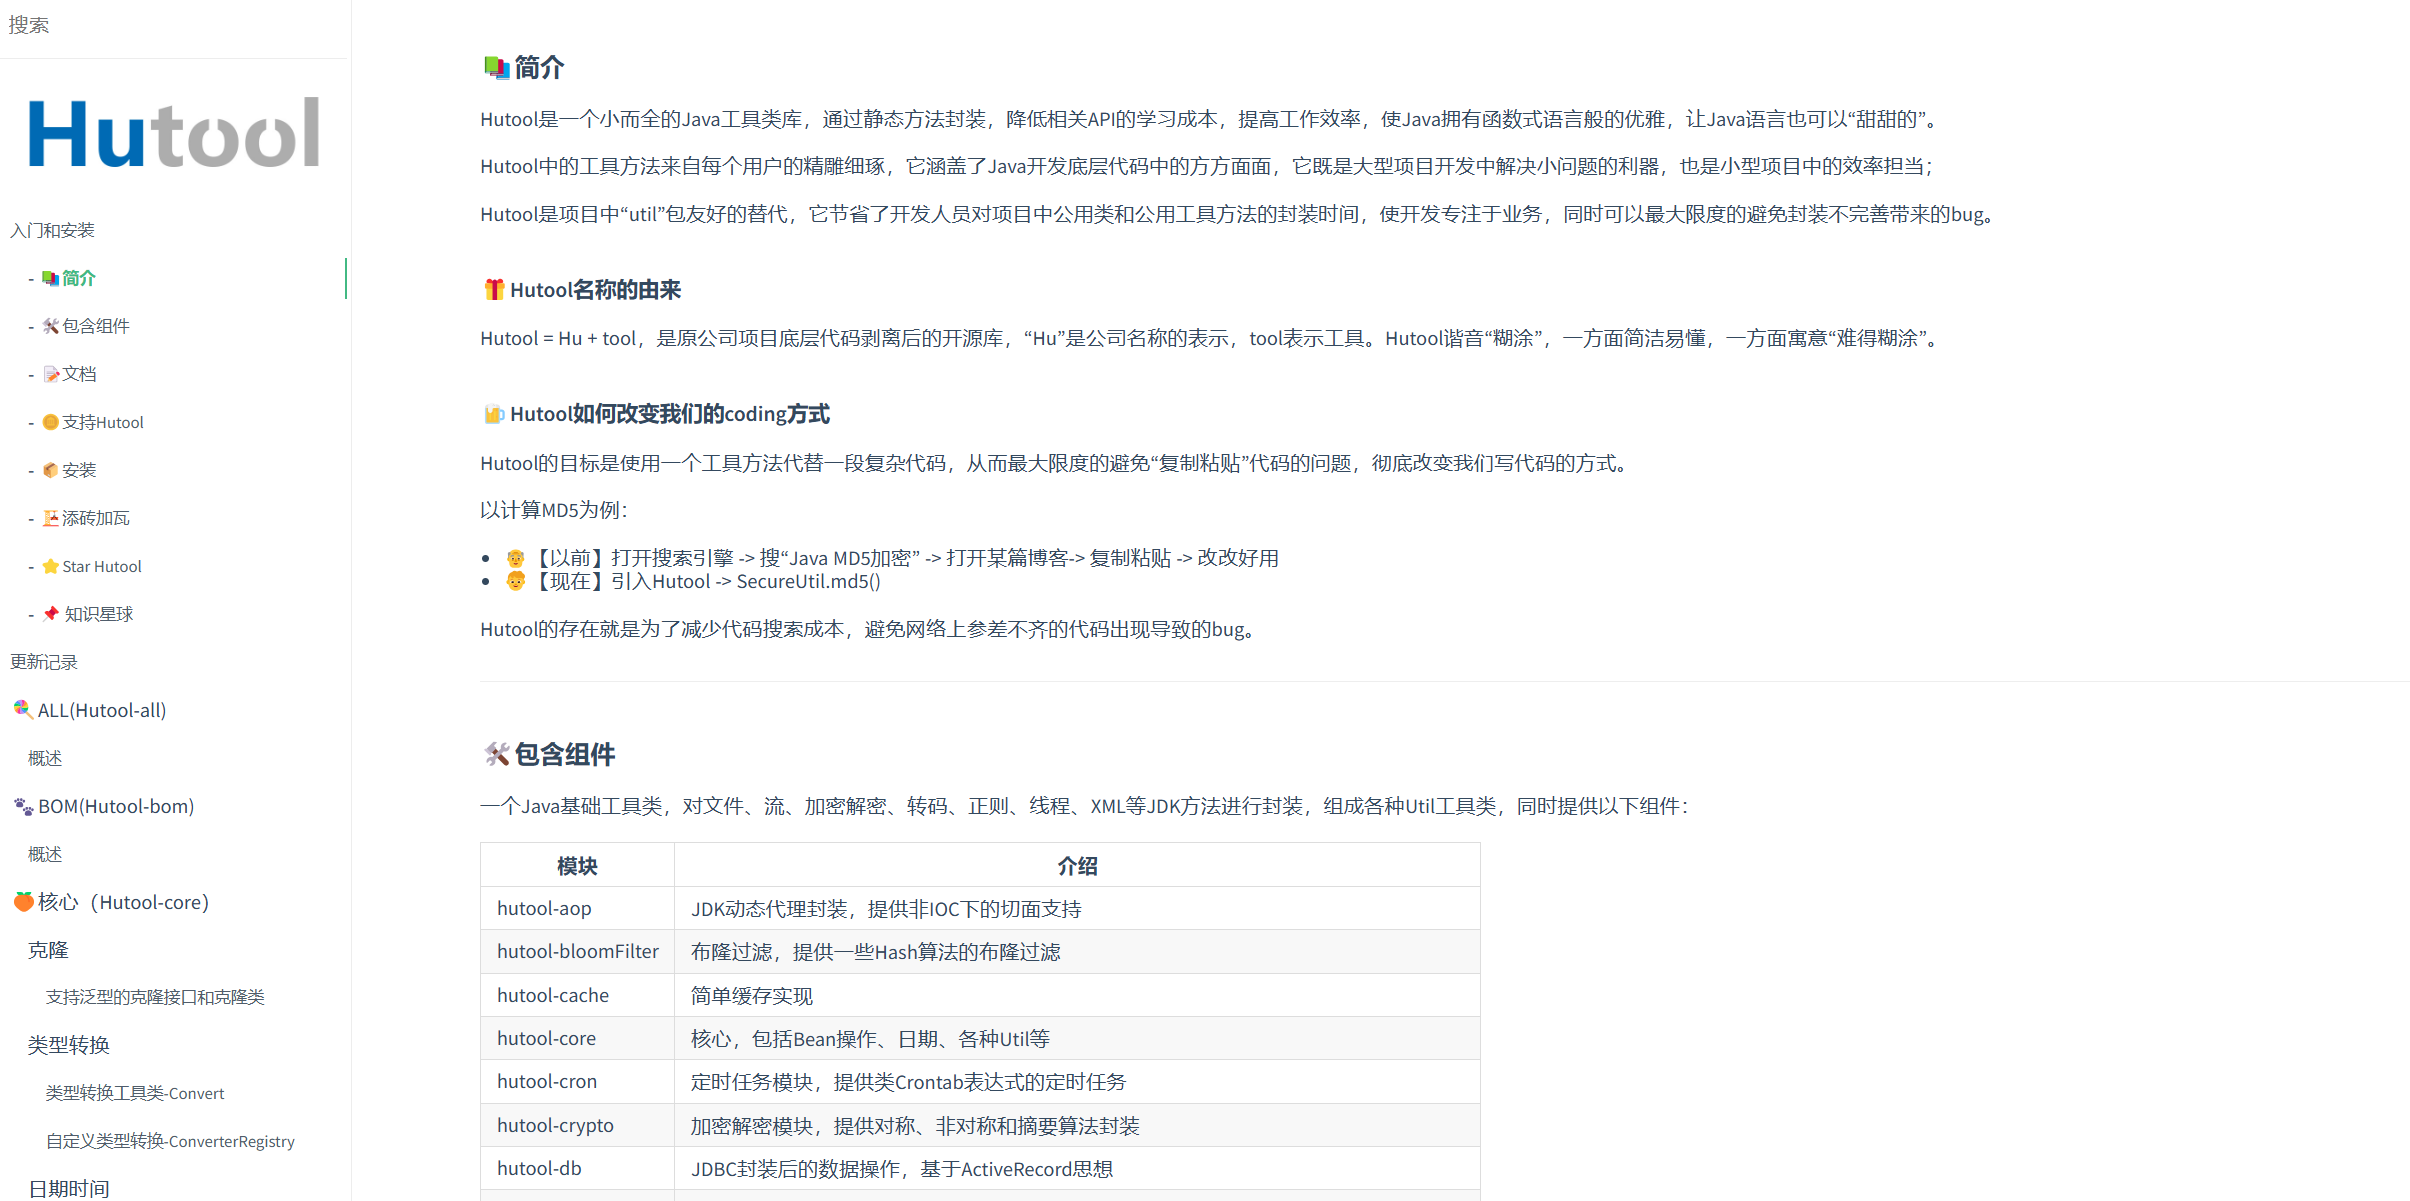 搜索
Hutool
入门和安装
- 📚简介
- 🛠️包含组件
- 📝文档
- 🪙支持Hutool
- 📦安装
- 🏗️添砖加瓦
- ⭐Star Hutool
- 📌 知识星球
更新记录
🍭ALL(Hutool-all)
概述
🐾BOM(Hutool-bom)
概述
🍊核心（Hutool-core）
克隆
支持泛型的克隆接口和克隆类
类型转换
类型转换工具类-Convert
自定义类型转换-ConverterRegistry
日期时间
📚简介
Hutool是一个小而全的Java工具类库，通过静态方法封装，降低相关API的学习成本，提高工作效率，使Java拥有函数式语言般的优雅，让Java语言也可以“甜甜的”。
Hutool中的工具方法来自每个用户的精雕细琢，它涵盖了Java开发底层代码中的方方面面，它既是大型项目开发中解决小问题的利器，也是小型项目中的效率担当；
Hutool是项目中“util”包友好的替代，它节省了开发人员对项目中公用类和公用工具方法的封装时间，使开发专注于业务，同时可以最大限度的避免封装不完善带来的bug。
🎁Hutool名称的由来
Hutool = Hu + tool，是原公司项目底层代码剥离后的开源库，“Hu”是公司名称的表示，tool表示工具。Hutool谐音“糊涂”，一方面简洁易懂，一方面寓意“难得糊涂”。
🍺Hutool如何改变我们的coding方式
Hutool的目标是使用一个工具方法代替一段复杂代码，从而最大限度的避免“复制粘贴”代码的问题，彻底改变我们写代码的方式。
以计算MD5为例：
• 👴【以前】打开搜索引擎 -> 搜“Java MD5加密” -> 打开某篇博客-> 复制粘贴 -> 改改好用
• 👦【现在】引入Hutool -> SecureUtil.md5()
Hutool的存在就是为了减少代码搜索成本，避免网络上参差不齐的代码出现导致的bug。
🛠️包含组件
一个Java基础工具类，对文件、流、加密解密、转码、正则、线程、XML等JDK方法进行封装，组成各种Util工具类，同时提供以下组件：
模块 介绍
hutool-aop JDK动态代理封装，提供非IOC下的切面支持
hutool-bloomFilter 布隆过滤，提供一些Hash算法的布隆过滤
hutool-cache 简单缓存实现
hutool-core 核心，包括Bean操作、日期、各种Util等
hutool-cron 定时任务模块，提供类Crontab表达式的定时任务
hutool-crypto 加密解密模块，提供对称、非对称和摘要算法封装
hutool-db JDBC封装后的数据操作，基于ActiveRecord思想